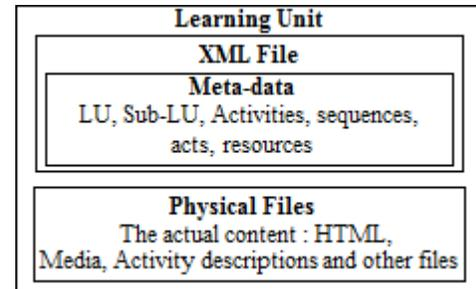 Learning Unit
XML File
Meta-data
LU, Sub-LU, Activities, sequences,
acts, resources
Physical Files
The actual content : HTML,
Media, Activity descriptions and other files